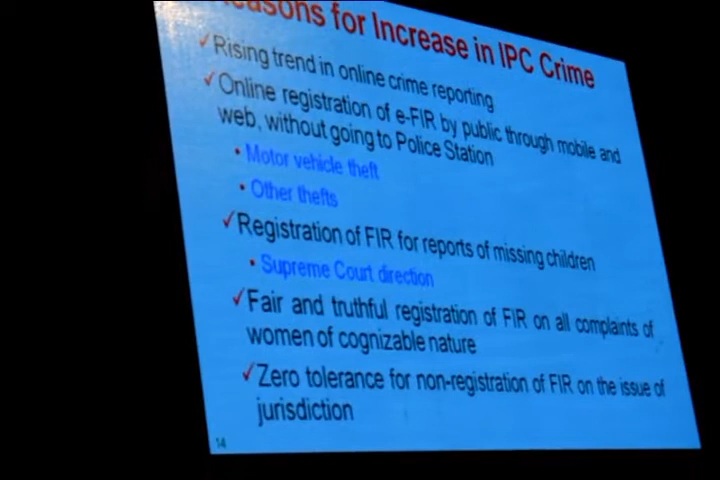 Reasons for Increase in IPC Crime
✓Rising trend in online crime reporting
✓Online registration of e-FIR by public through mobile and
web, without going to Police Station
• Motor vehicle theft
• Other thefts
✓Registration of FIR for reports of missing children
• Supreme Court direction
✓Fair and truthful registration of FIR on all complaints of
women of cognizable nature
✓Zero tolerance for non-registration of FIR on the issue of
jurisdiction
14